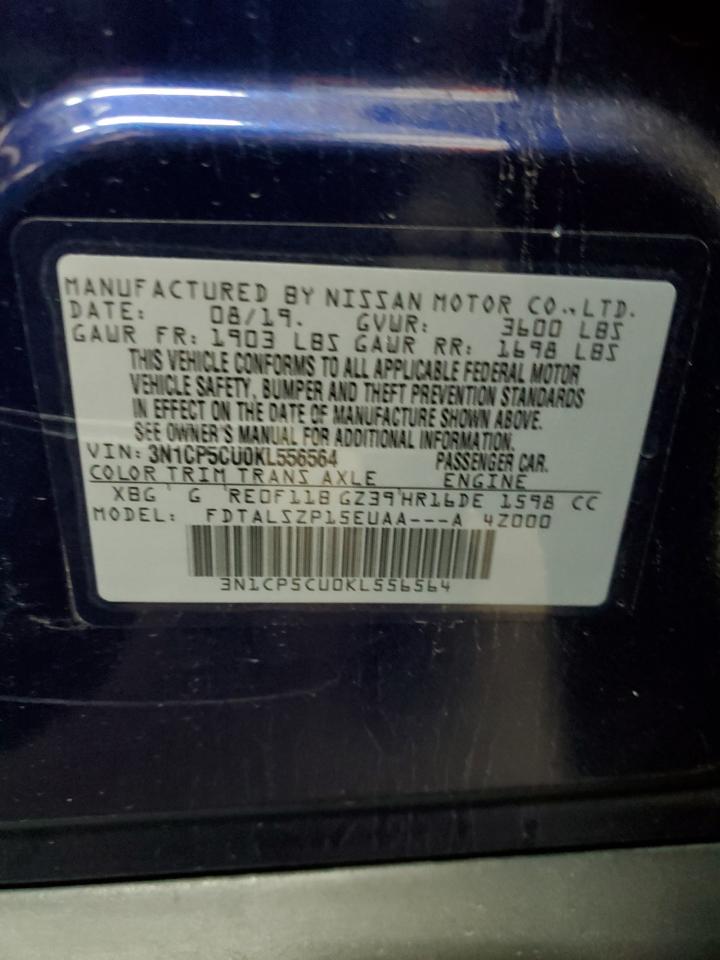 MANUFACTURED BY NISSAN MOTOR CO.,LTD.
DATE: 08/19. GVWR: 3600 LBS
GAWR FR: 1903 LBS GAWR RR: 1698 LBS
THIS VEHICLE CONFORMS TO ALL APPLICABLE FEDERAL MOTOR
VEHICLE SAFETY, BUMPER AND THEFT PREVENTION STANDARDS
IN EFFECT ON THE DATE OF MANUFACTURE SHOWN ABOVE.
SEE OWNER'S MANUAL FOR ADDITIONAL INFORMATION.
VIN: 3N1CP5CU0KL556564 PASSENGER CAR.
COLOR TRIM TRANS AXLE ENGINE
XBG G RE0F11B GZ39 HR16DE 1598 CC
MODEL: FDTALSZP15EUAA---A 4Z000
3N1CP5CU0KL556564